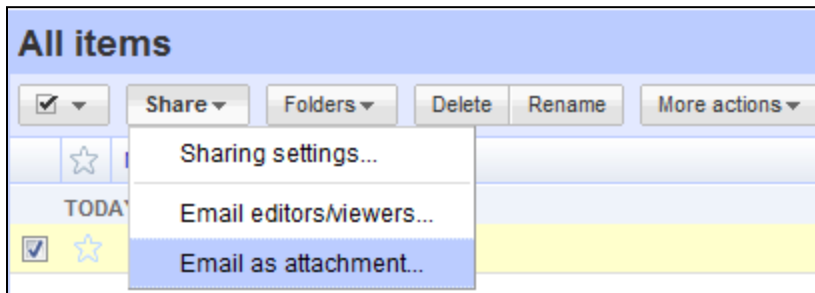 All items
Share Folders Delete Rename More actions
Sharing settings...
TODAY
Email editors/viewers...
Email as attachment...